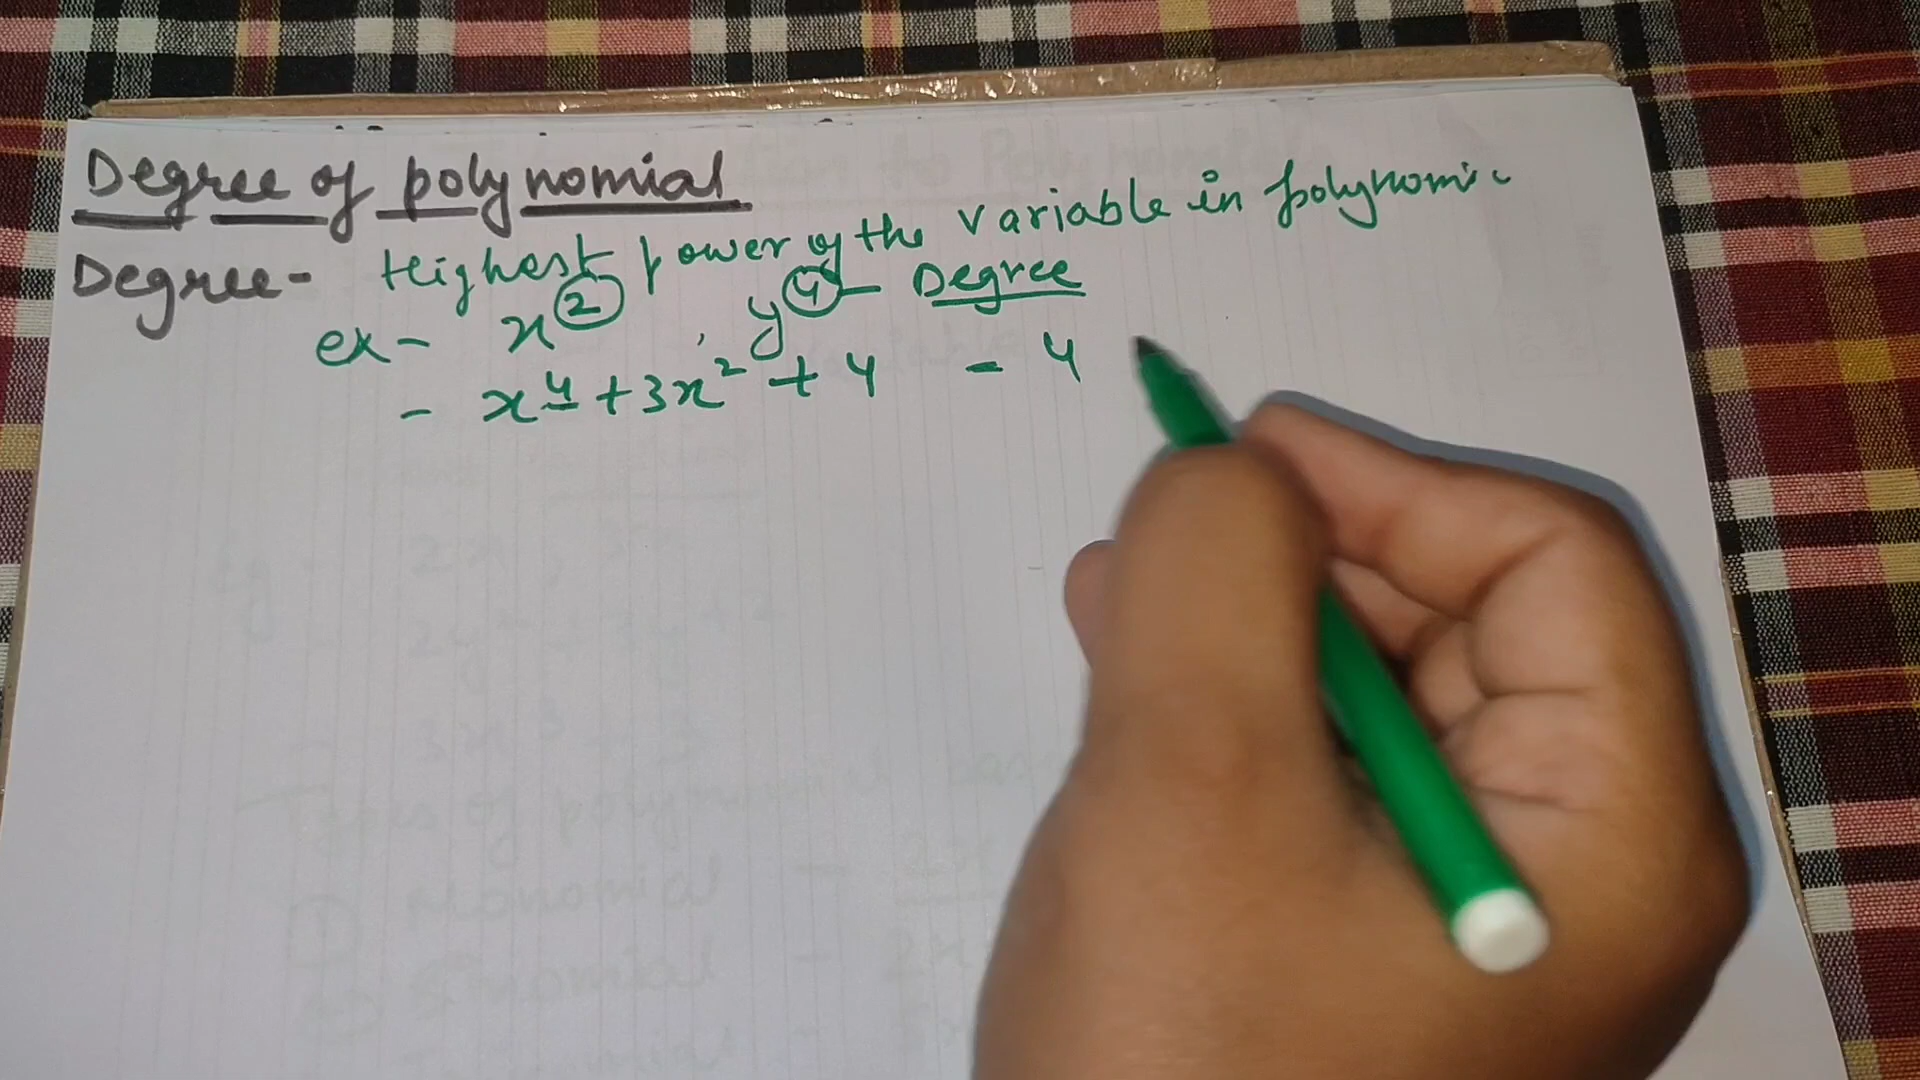 Degree of polynomial
Degree - Highest power of the variable in polynomi
ex - x², y⁴ - Degree
- x⁴ + 3x² + 4 - 4